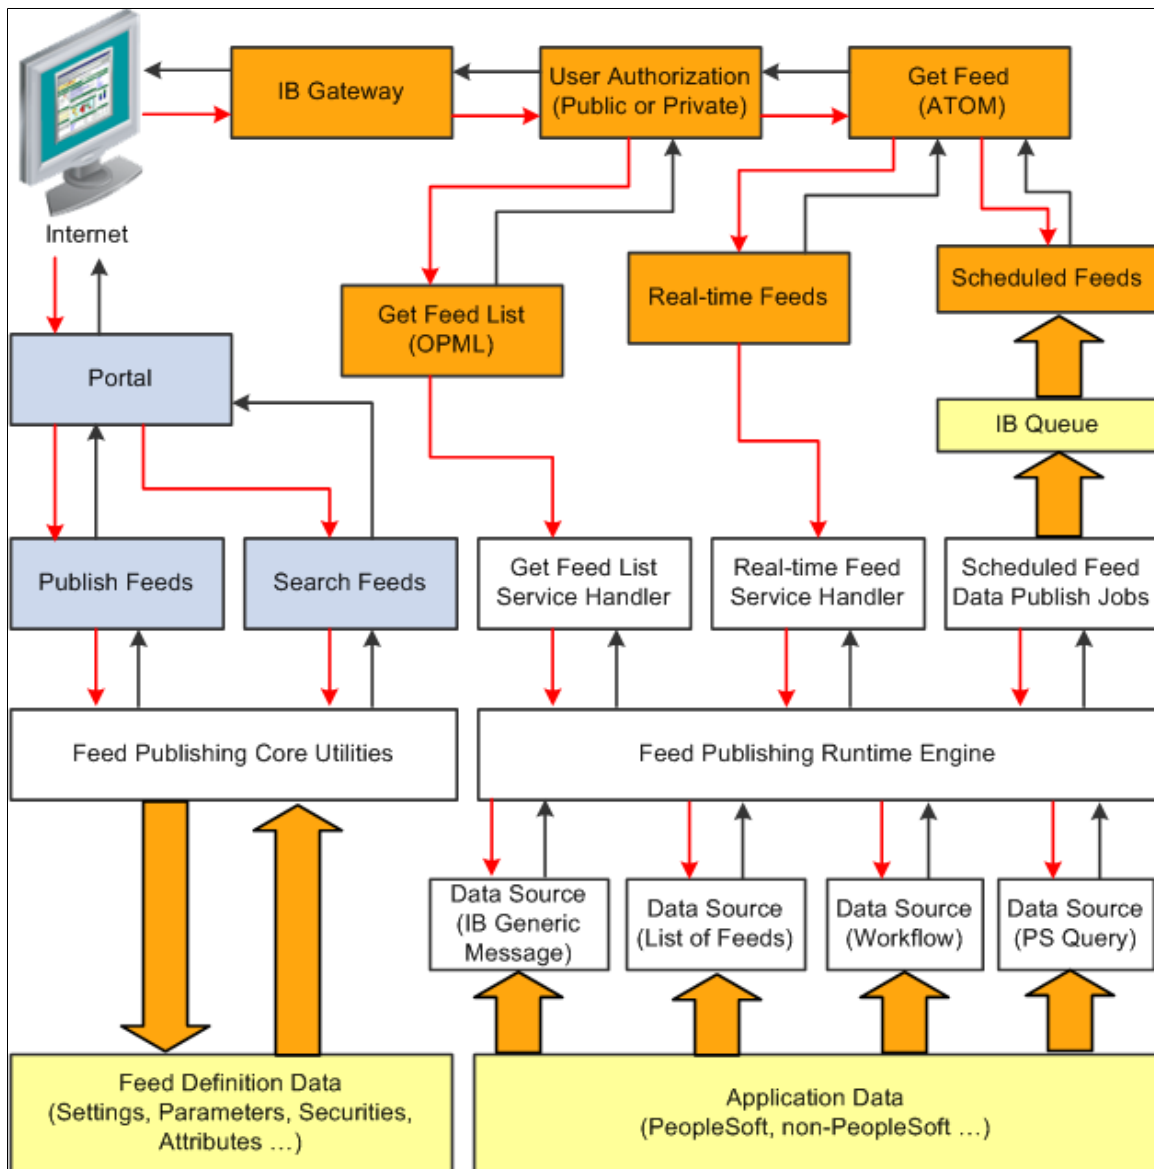 IB Gateway
User Authorization
(Public or Private)
Get Feed
(ATOM)
Internet
Get Feed List
(OPML)
Real-time Feeds
Scheduled Feeds
Portal
IB Queue
Publish Feeds
Search Feeds
Get Feed List
Service Handler
Real-time Feed
Service Handler
Scheduled Feed
Data Publish Jobs
Feed Publishing Core Utilities
Feed Publishing Runtime Engine
Data Source
(IB Generic
Message)
Data Source
(List of Feeds)
Data Source
(Workflow)
Data Source
(PS Query)
Feed Definition Data
(Settings, Parameters, Securities,
Attributes ...)
Application Data
(PeopleSoft, non-PeopleSoft ...)